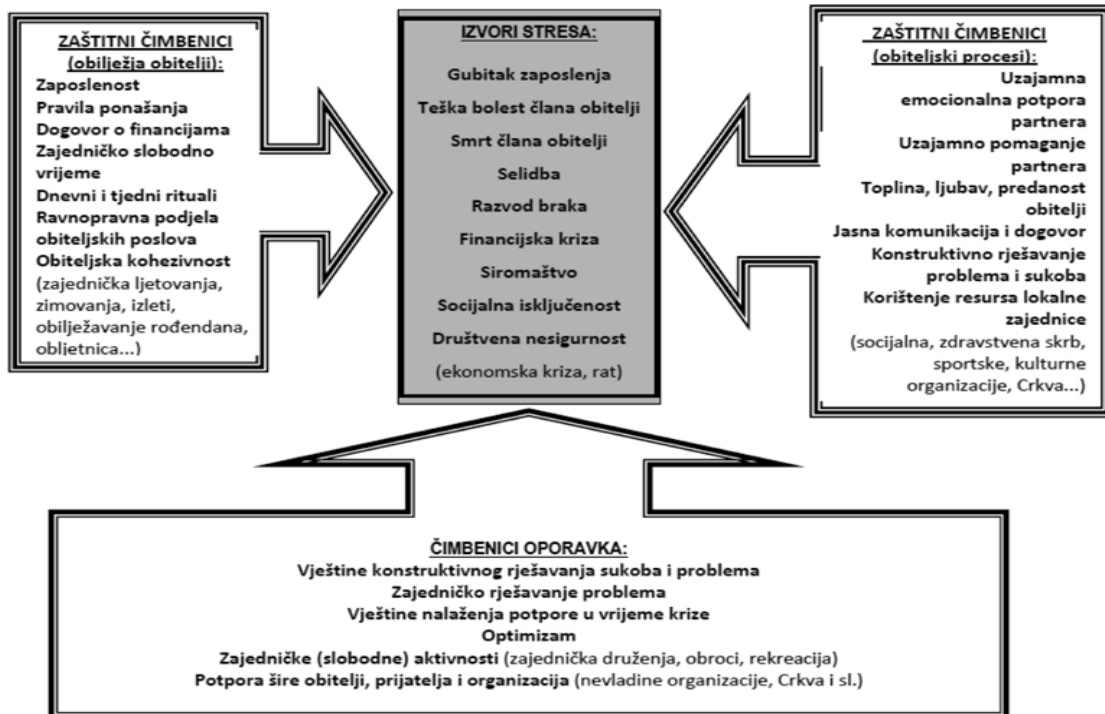 ZAŠTITNI ČIMBENICI
(obilježja obitelji):
Zaposlenost
Pravila ponašanja
Dogovor o financijama
Zajedničko slobodno
vrijeme
Dnevni i tjedni rituali
Ravnopravna podjela
obiteljskih poslova
Obiteljska kohezivnost
(zajednička ljetovanja,
zimovanja, izleti,
obilježavanje rođendana,
obljetnica...)
IZVORI STRESA:
Gubitak zaposlenja
Teška bolest člana obitelji
Smrt člana obitelji
Selidba
Razvod braka
Financijska kriza
Siromaštvo
Socijalna isključenost
Društvena nesigurnost
(ekonomska kriza, rat)
ZAŠTITNI ČIMBENICI
(obiteljski procesi):
Uzajamna
emocionalna potpora
partnera
Uzajamno pomaganje
partnera
Toplina, ljubav, predanost
obitelji
Jasna komunikacija i dogovor
Konstruktivno rješavanje
problema i sukoba
Korištenje resursa lokalne
zajednice
(socijalna, zdravstvena skrb,
sportske, kulturne
organizacije, Crkva...)
ČIMBENICI OPORAVKA:
Vještine konstruktivnog rješavanja sukoba i problema
Zajedničko rješavanje problema
Vještine nalaženja potpore u vrijeme krize
Optimizam
Zajedničke (slobodne) aktivnosti (zajednička druženja, obroci, rekreacija)
Potpora šire obitelji, prijatelja i organizacija (nevladine organizacije, Crkva i sl.)